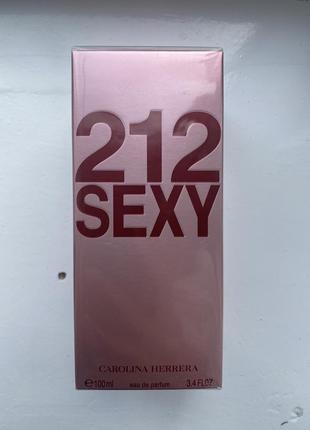 212
SEXY
CAROLINA HERRERA
℮100ml eau de parfum 3.4 FL OZ